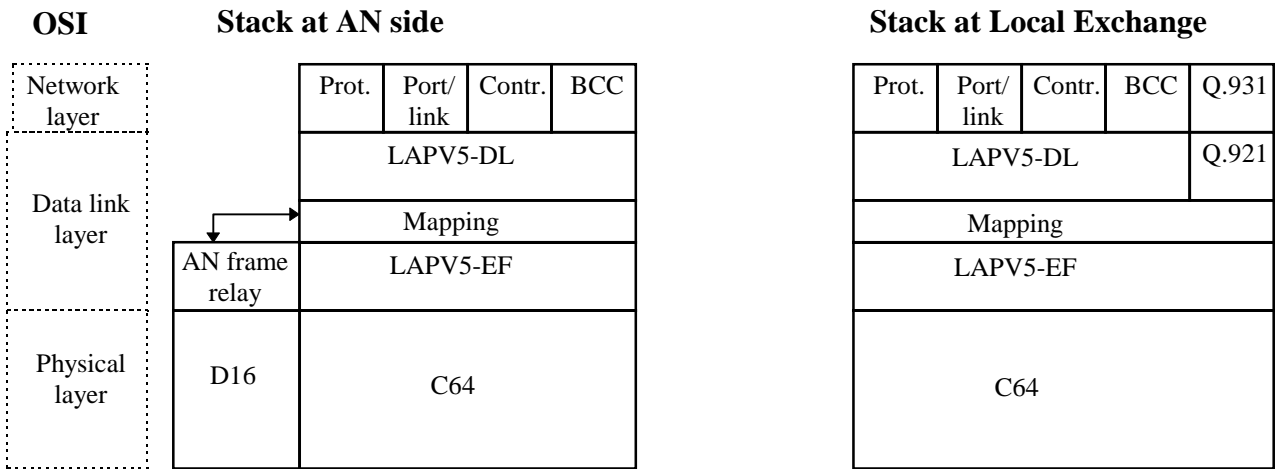 OSI
Stack at AN side
Stack at Local Exchange
Network
layer
Prot.
Port/
link
Contr.
BCC
Prot.
Port/
link
Contr.
BCC
Q.931
Data link
layer
LAPV5-DL
LAPV5-DL
Q.921
Mapping
Mapping
AN frame
relay
LAPV5-EF
LAPV5-EF
Physical
layer
D16
C64
C64